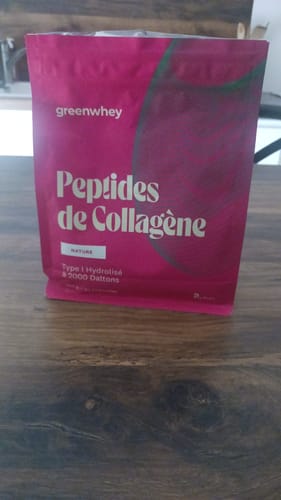 greenwhey
Peptides
de Collagène
NATURE
Type I Hydrolisé
à 2000 Daltons